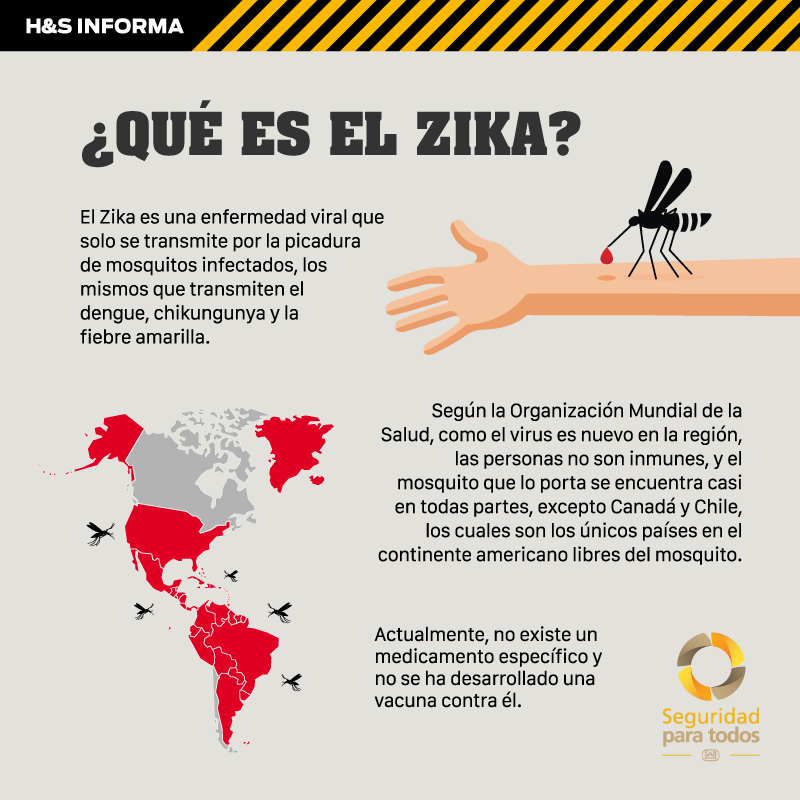 H&S INFORMA
¿QUÉ ES EL ZIKA?
El Zika es una enfermedad viral que
solo se transmite por la picadura
de mosquitos infectados, los
mismos que transmiten el
dengue, chikungunya y la
fiebre amarilla.
Según la Organización Mundial de la
Salud, como el virus es nuevo en la región,
las personas no son inmunes, y el
mosquito que lo porta se encuentra casi
en todas partes, excepto Canadá y Chile,
los cuales son los únicos países en el
continente americano libres del mosquito.
Actualmente, no existe un
medicamento específico y
no se ha desarrollado una
vacuna contra él.
Seguridad
para todos